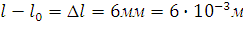 l − l₀ = Δl = 6мм = 6 · 10⁻³м